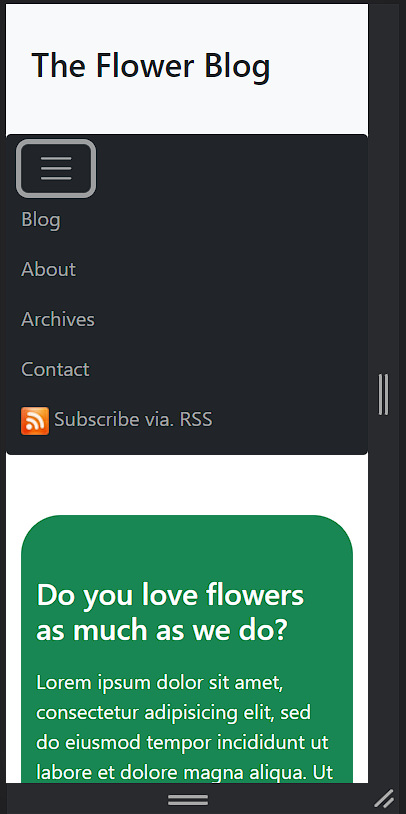 The Flower Blog
Blog
About
Archives
Contact
Subscribe via. RSS
Do you love flowers
as much as we do?
Lorem ipsum dolor sit amet,
consectetur adipisicing elit, sed
do eiusmod tempor incididunt ut
labore et dolore magna aliqua. Ut